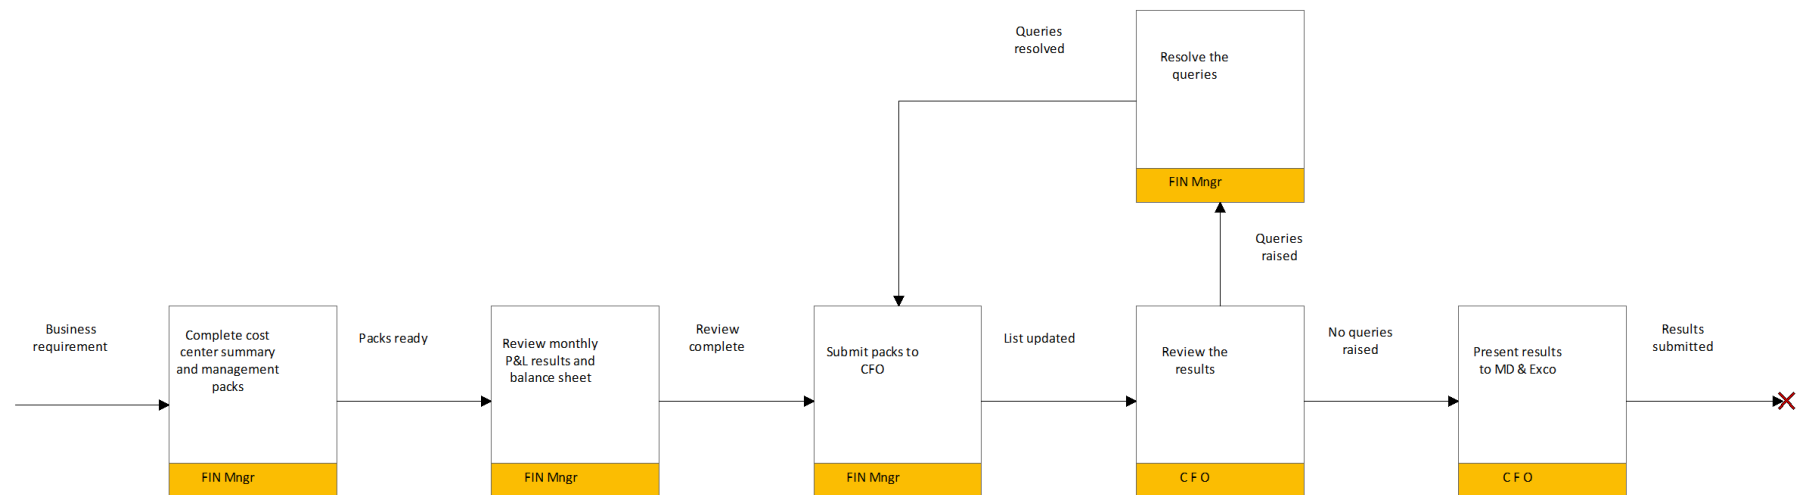 Queries
resolved
Resolve the
queries
FIN Mngr
Queries
raised
Business
requirement
Complete cost
center summary
and management
packs
FIN Mngr
Packs ready
Review monthly
P&L results and
balance sheet
FIN Mngr
Review
complete
Submit packs to
CFO
FIN Mngr
List updated
Review the
results
C F O
No queries
raised
Present results
to MD & Exco
C F O
Results
submitted